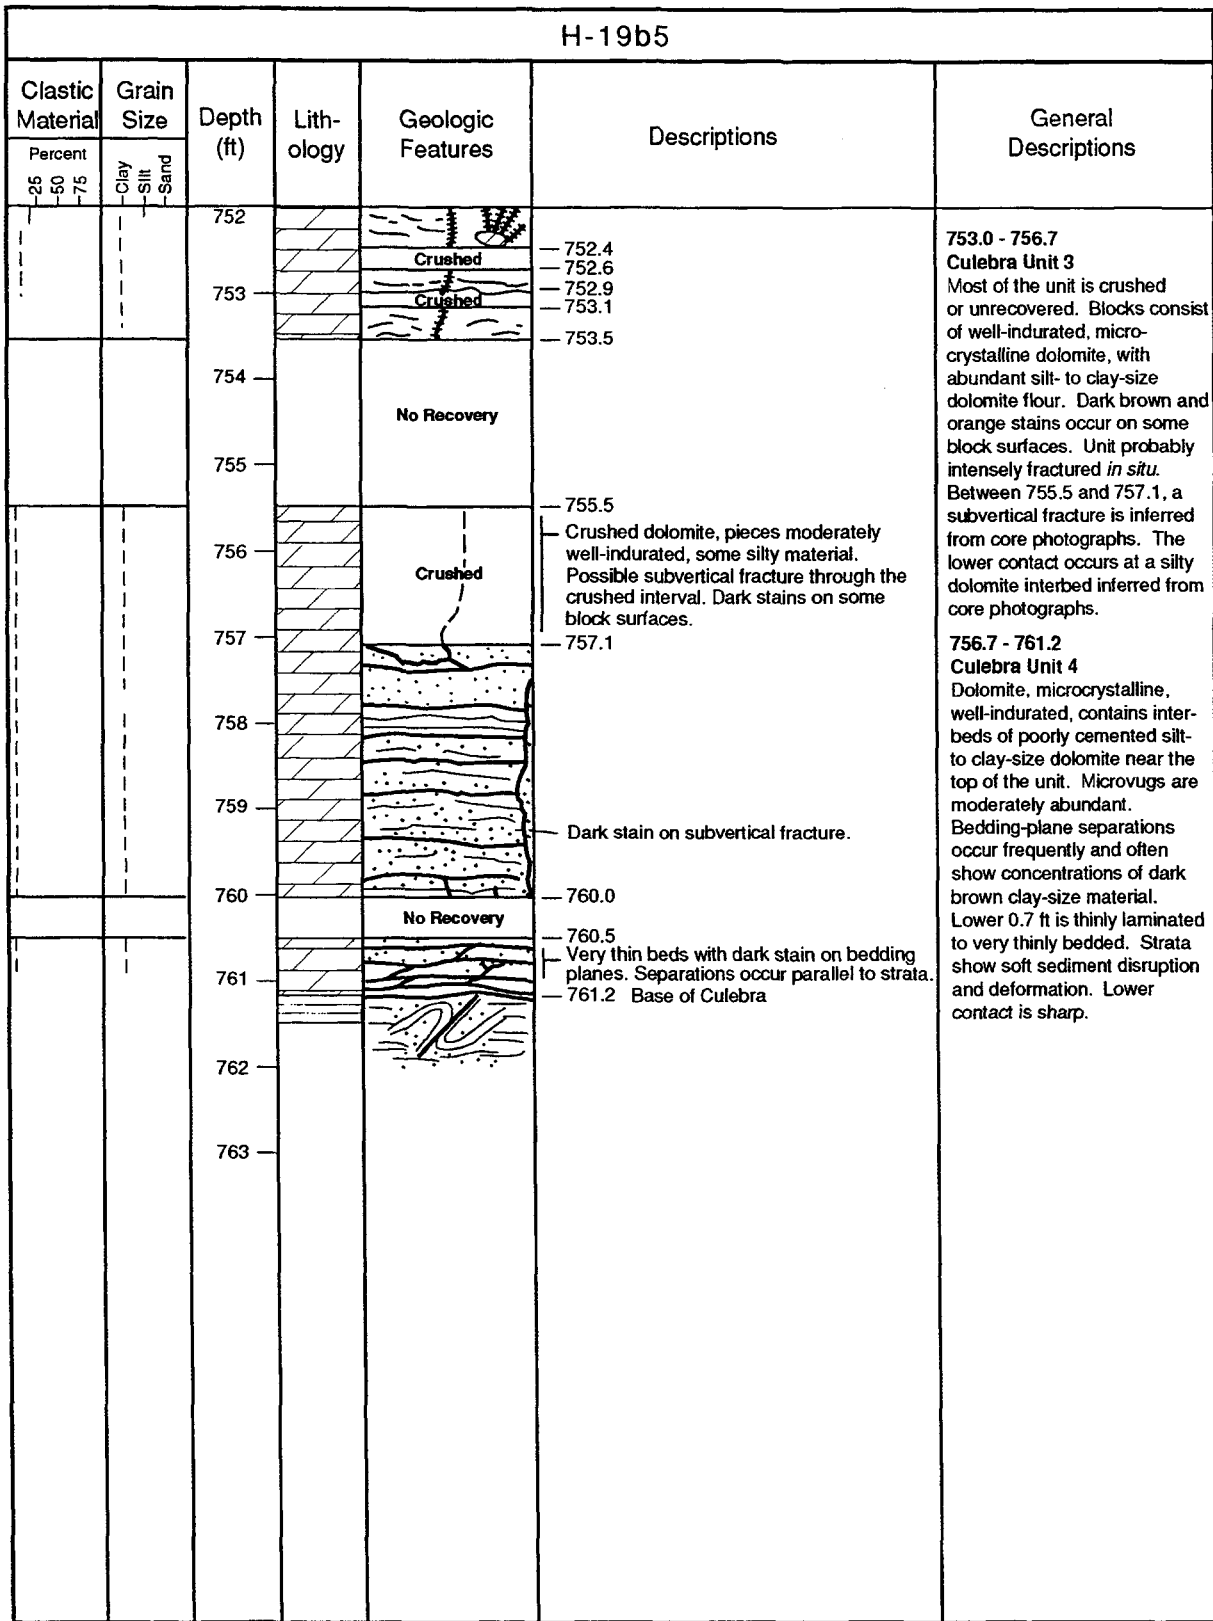 H-19b5
Clastic
Material
Grain
Size
Depth
(ft)
Lith-
ology
Geologic
Features
Descriptions
General
Descriptions
Percent
25
50
75
Clay
Silt
Sand
752
753
754
755
756
757
758
759
760
761
762
763
Crushed
Crushed
No Recovery
Crushed
No Recovery
752.4
752.6
752.9
753.1
753.5
755.5
Crushed dolomite, pieces moderately
well-indurated, some silty material.
Possible subvertical fracture through the
crushed interval. Dark stains on some
block surfaces.
757.1
Dark stain on subvertical fracture.
760.0
760.5
Very thin beds with dark stain on bedding
planes. Separations occur parallel to strata.
761.2 Base of Culebra
753.0 - 756.7
Culebra Unit 3
Most of the unit is crushed
or unrecovered. Blocks consist
of well-indurated, micro-
crystalline dolomite, with
abundant silt- to clay-size
dolomite flour. Dark brown and
orange stains occur on some
block surfaces. Unit probably
intensely fractured in situ.
Between 755.5 and 757.1, a
subvertical fracture is inferred
from core photographs. The
lower contact occurs at a silty
dolomite interbed inferred from
core photographs.
756.7 - 761.2
Culebra Unit 4
Dolomite, microcrystalline,
well-indurated, contains inter-
beds of poorly cemented silt-
to clay-size dolomite near the
top of the unit. Microvugs are
moderately abundant.
Bedding-plane separations
occur frequently and often
show concentrations of dark
brown clay-size material.
Lower 0.7 ft is thinly laminated
to very thinly bedded. Strata
show soft sediment disruption
and deformation. Lower
contact is sharp.